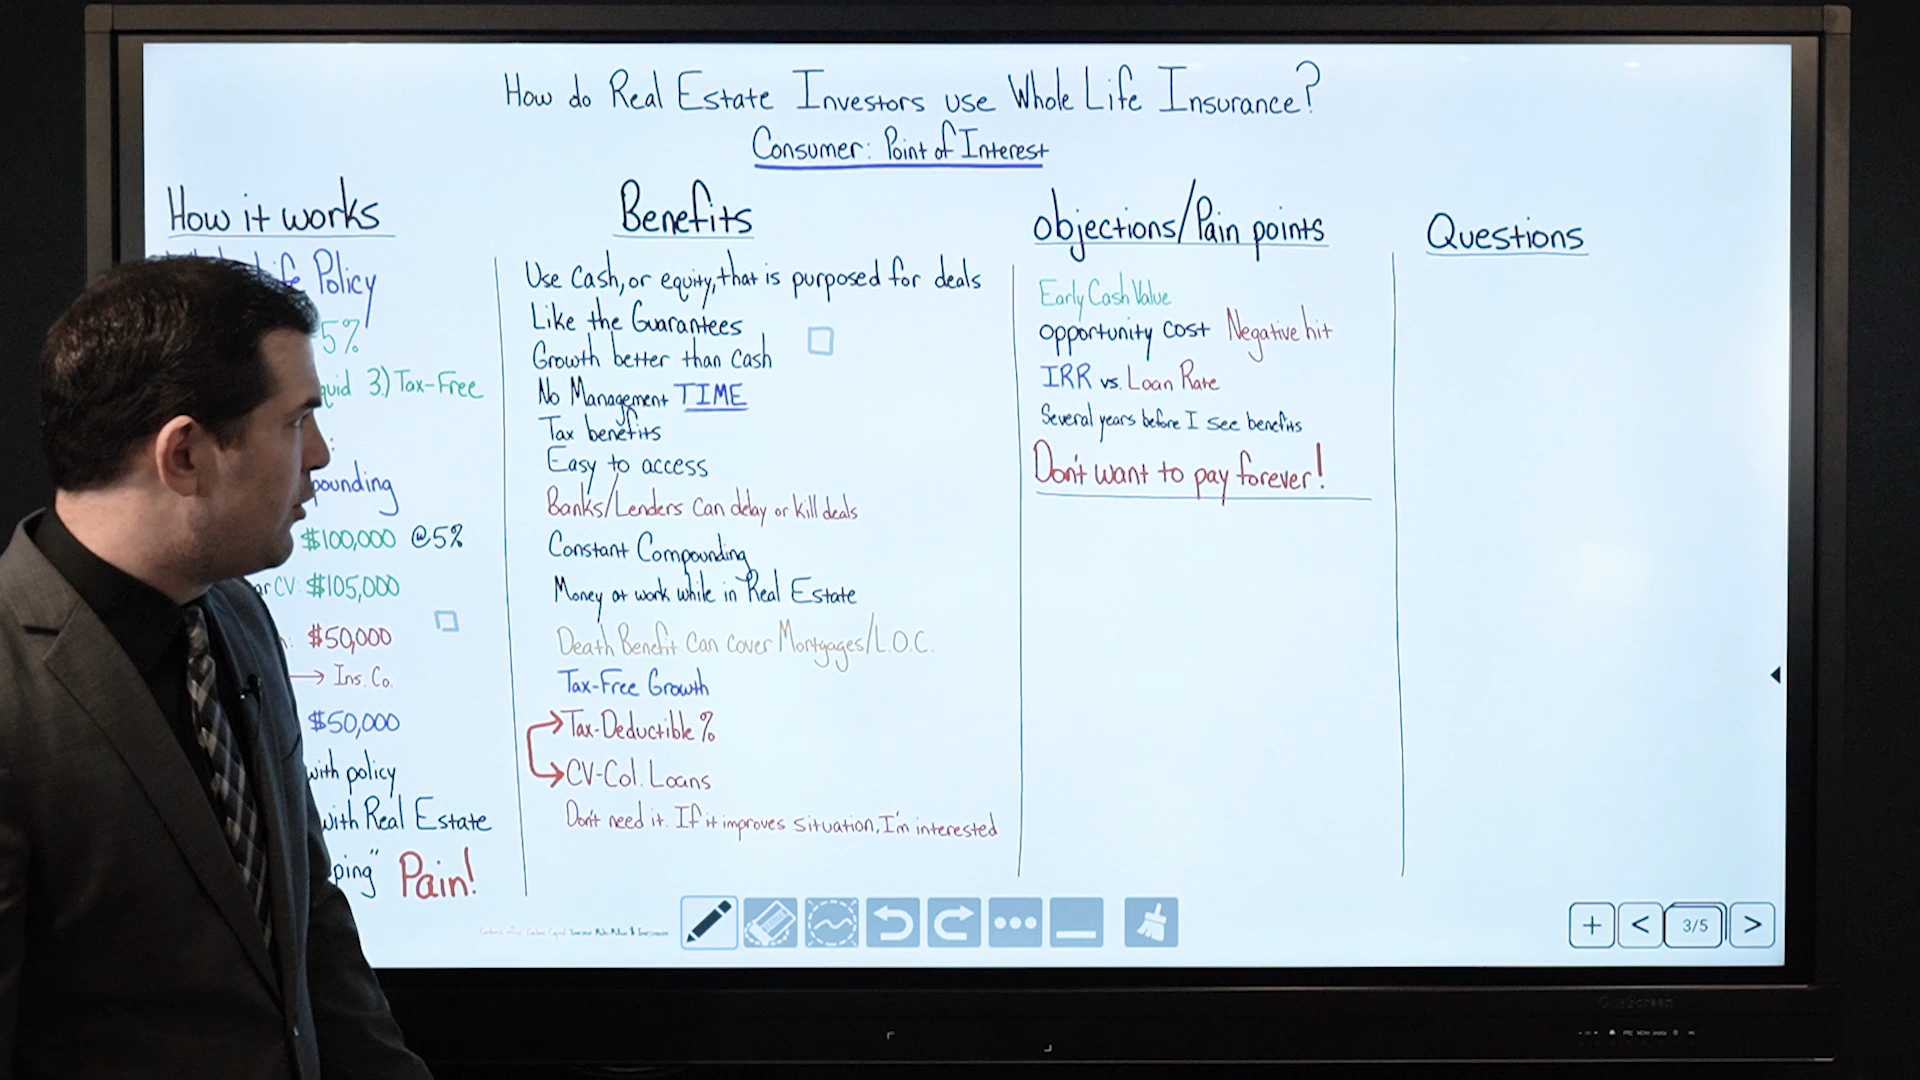 How do Real Estate Investors use Whole Life Insurance?
Consumer: Point of Interest
How it works
Life Policy
5%
quid 3.) Tax-Free
:
pounding
$100,000 @5%
ar CV: $105,000
n: $50,000
→ Ins. Co.
$50,000
with policy
with Real Estate
ping" Pain!
Benefits
Use Cash, or equity, that is purposed for deals
Like the Guarantees
Growth better than Cash
No Management TIME
Tax benefits
Easy to access
Banks/Lenders Can delay or kill deals
Constant Compounding
Money at work while in Real Estate
Death Benefit Can Cover Mortgages/L.O.C.
Tax-Free Growth
Tax-Deductible %
CV-Col. Loans
Don't need it. If it improves situation, I'm interested
Objections/Pain points
Early Cash Value
Opportunity Cost Negative hit
IRR vs. Loan Rate
Several years before I see benefits
Don't want to pay forever!
Questions
+ < 3/5 >